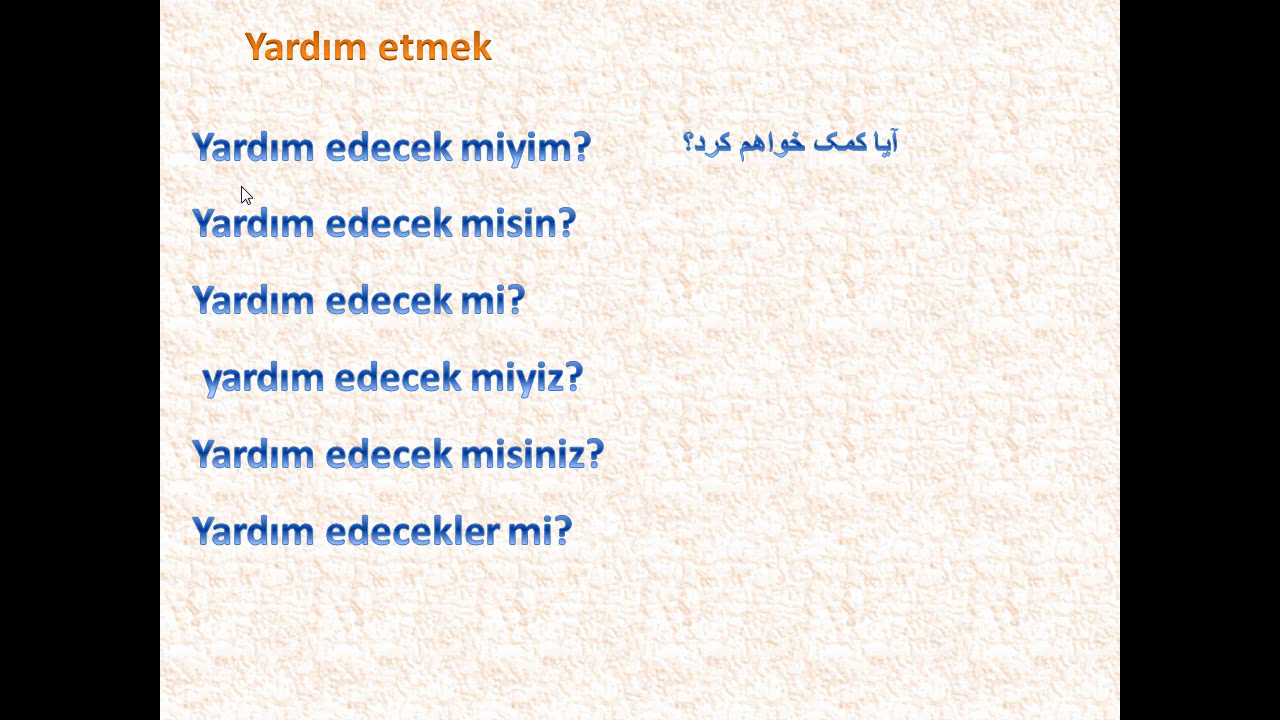 Yardım etmek
Yardım edecek miyim? آیا کمک خواهم کرد؟
Yardım edecek misin?
Yardım edecek mi?
yardım edecek miyiz?
Yardım edecek misiniz?
Yardım edecekler mi?